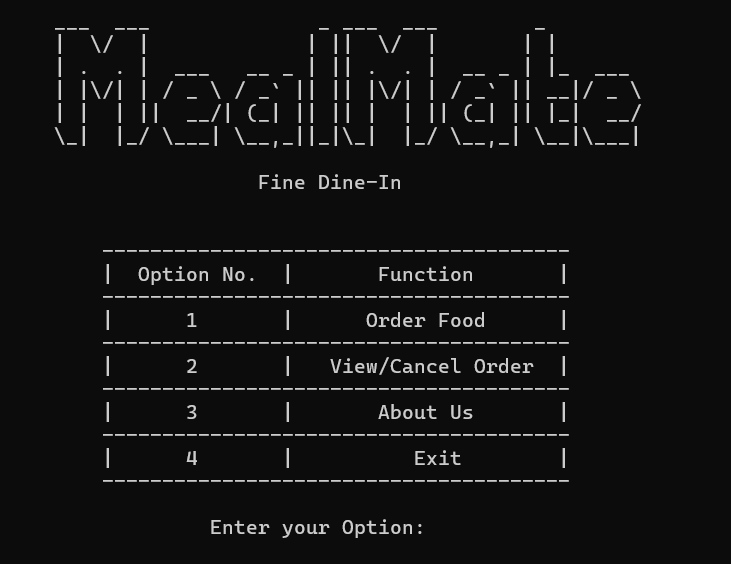 MealMate
Fine Dine-In
| Option No. | Function |
| 1 | Order Food |
| 2 | View/Cancel Order |
| 3 | About Us |
| 4 | Exit |
Enter your Option: